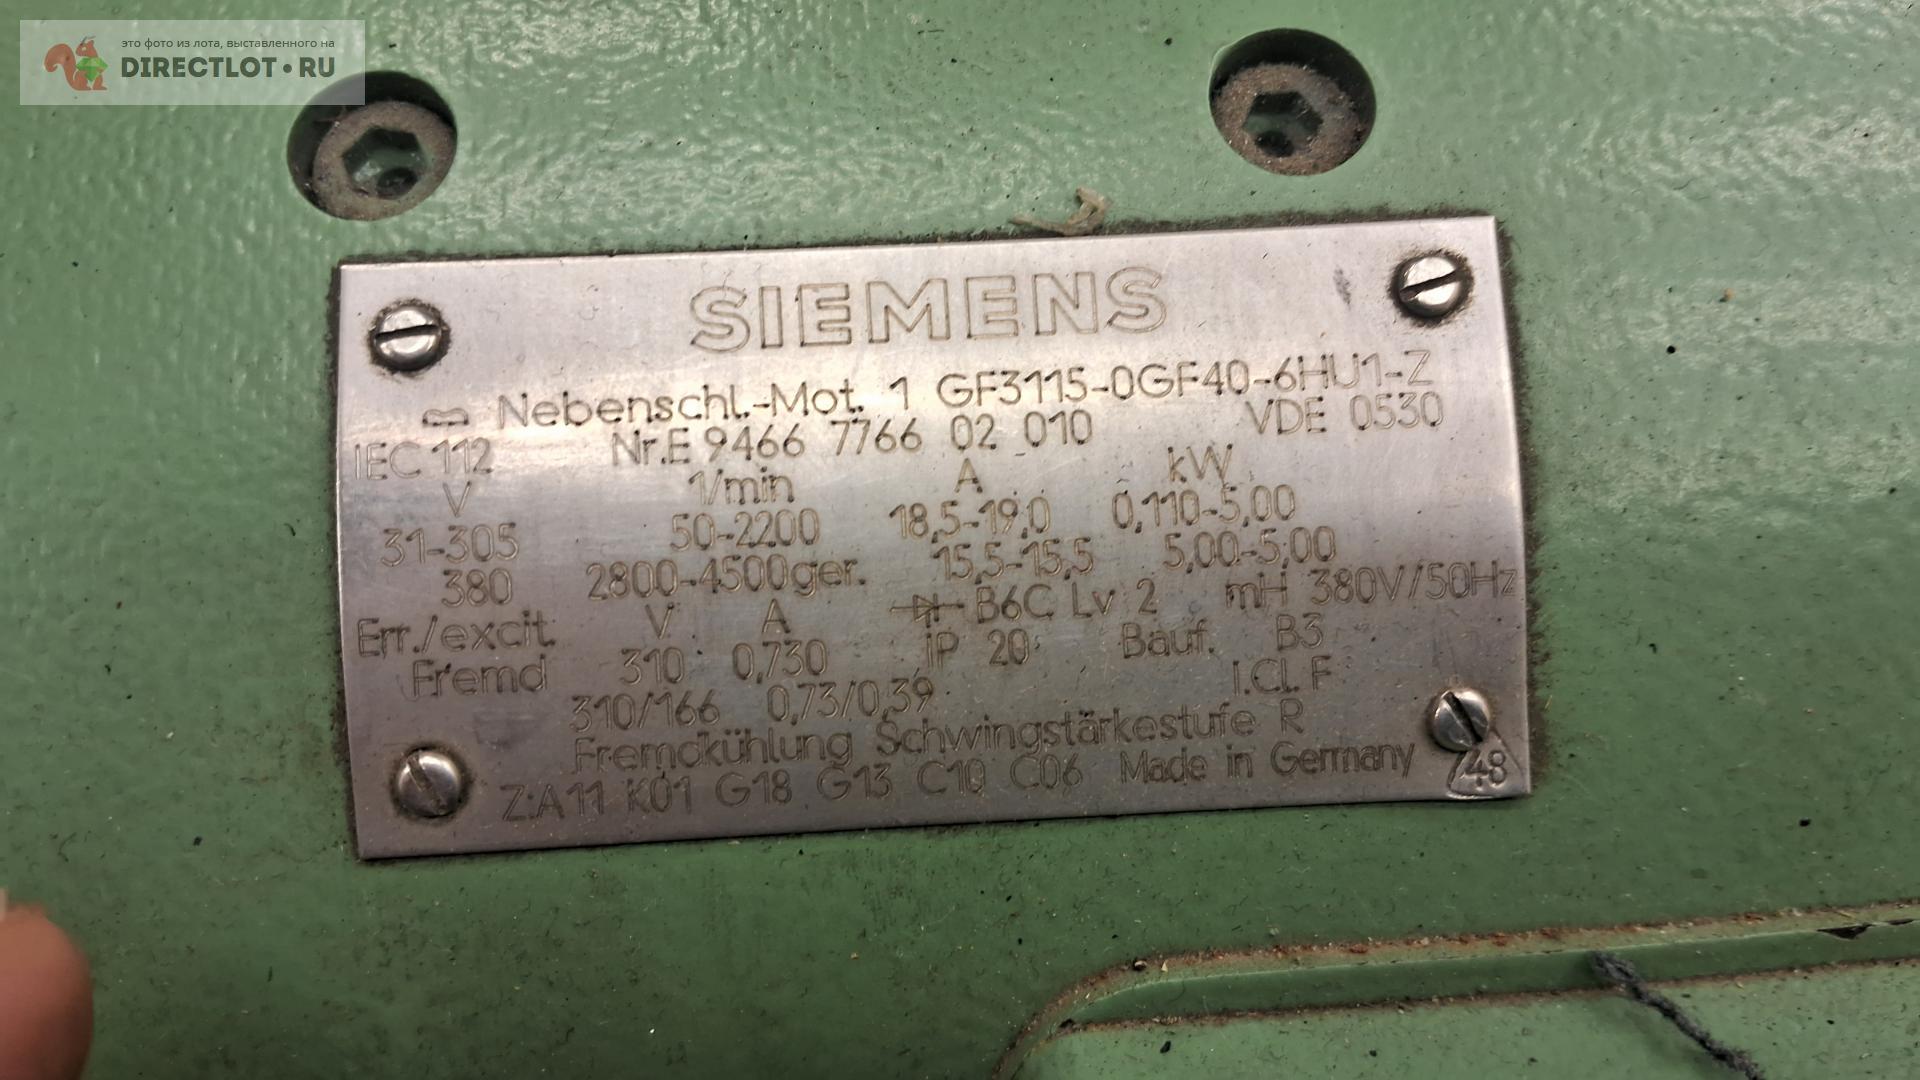 это фото из лота, выставленного на
DIRECTLOT•RU
SIEMENS
Nebenschl.-Mot. 1 GF3115-0GF40-6HU1-Z
IEC 112 Nr.E 9466 7766 02 010 VDE 0530
V 1/min A kW
31-305 50-2200 18,5-19,0 0,110-5,00
380 2800-4500ger. 15,5-15,5 5,00-5,00
Err./excit. V A B6C Lv 2 mH 380V/50Hz
Fremd 310 0,730 IP 20 Bauf. B3
310/166 0,73/0,39 I.Cl. F
Fremdkühlung Schwingstärkestufe R
Z:A11 K01 G18 G13 C10 C06 Made in Germany 48